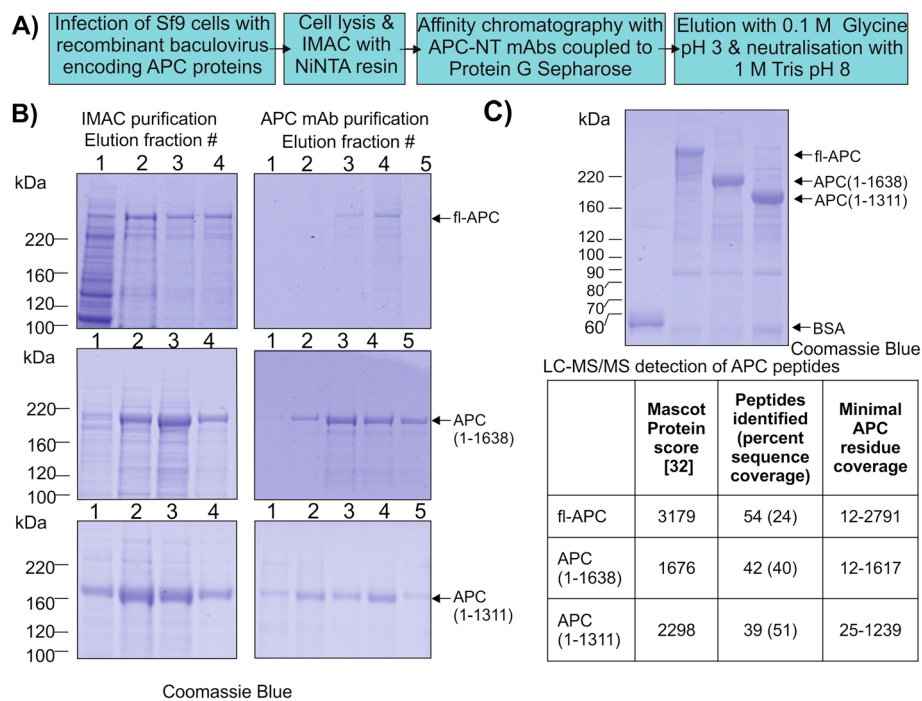 A)
Infection of Sf9 cells with
recombinant baculovirus
encoding APC proteins
Cell lysis &
IMAC with
NiNTA resin
Affinity chromatography with
APC-NT mAbs coupled to
Protein G Sepharose
Elution with 0.1 M Glycine
pH 3 & neutralisation with
1 M Tris pH 8
B)
IMAC purification
Elution fraction #
1 2 3 4
APC mAb purification
Elution fraction #
1 2 3 4 5
kDa
220
160
120
100
fl-APC
1 2 3 4
1 2 3 4 5
kDa
220
160
120
100
APC
(1-1638)
1 2 3 4
1 2 3 4 5
kDa
220
160
120
100
APC
(1-1311)
Coomassie Blue
C)
kDa
220
160
120
100
90
80
70
60
fl-APC
APC(1-1638)
APC(1-1311)
BSA
Coomassie Blue
LC-MS/MS detection of APC peptides
Mascot
Protein
score
[32]
Peptides
identified
(percent
sequence
coverage)
Minimal
APC
residue
coverage
fl-APC 3179 54 (24) 12-2791
APC
(1-1638) 1676 42 (40) 12-1617
APC
(1-1311) 2298 39 (51) 25-1239